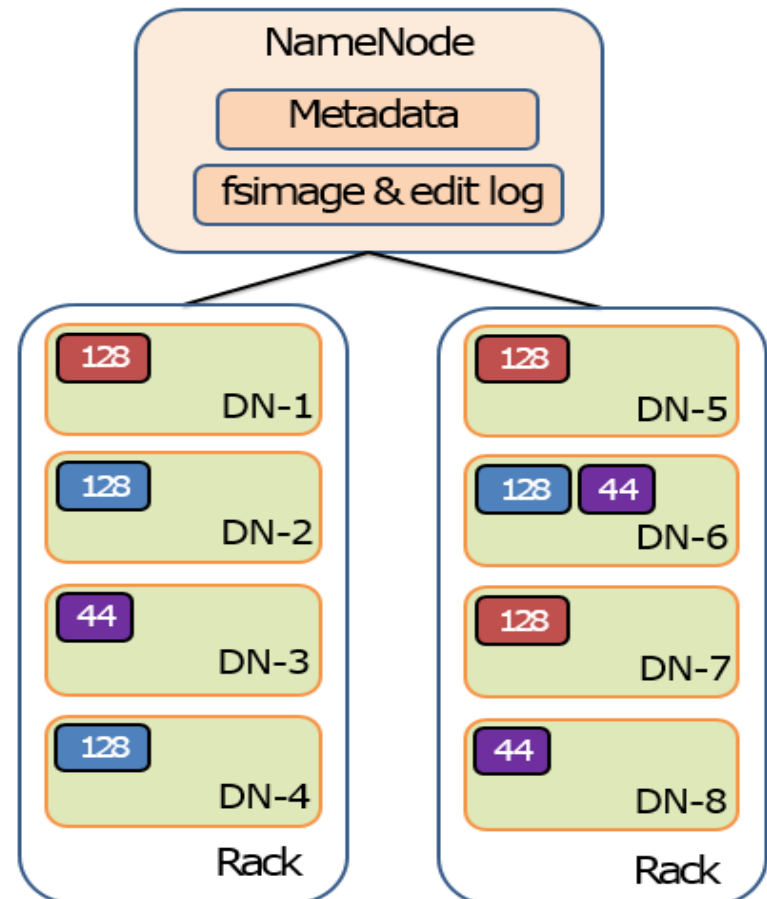 NameNode
Metadata
fsimage & edit log
128
DN-1
128
DN-2
44
DN-3
128
DN-4
Rack
128
DN-5
128 44
DN-6
128
DN-7
44
DN-8
Rack